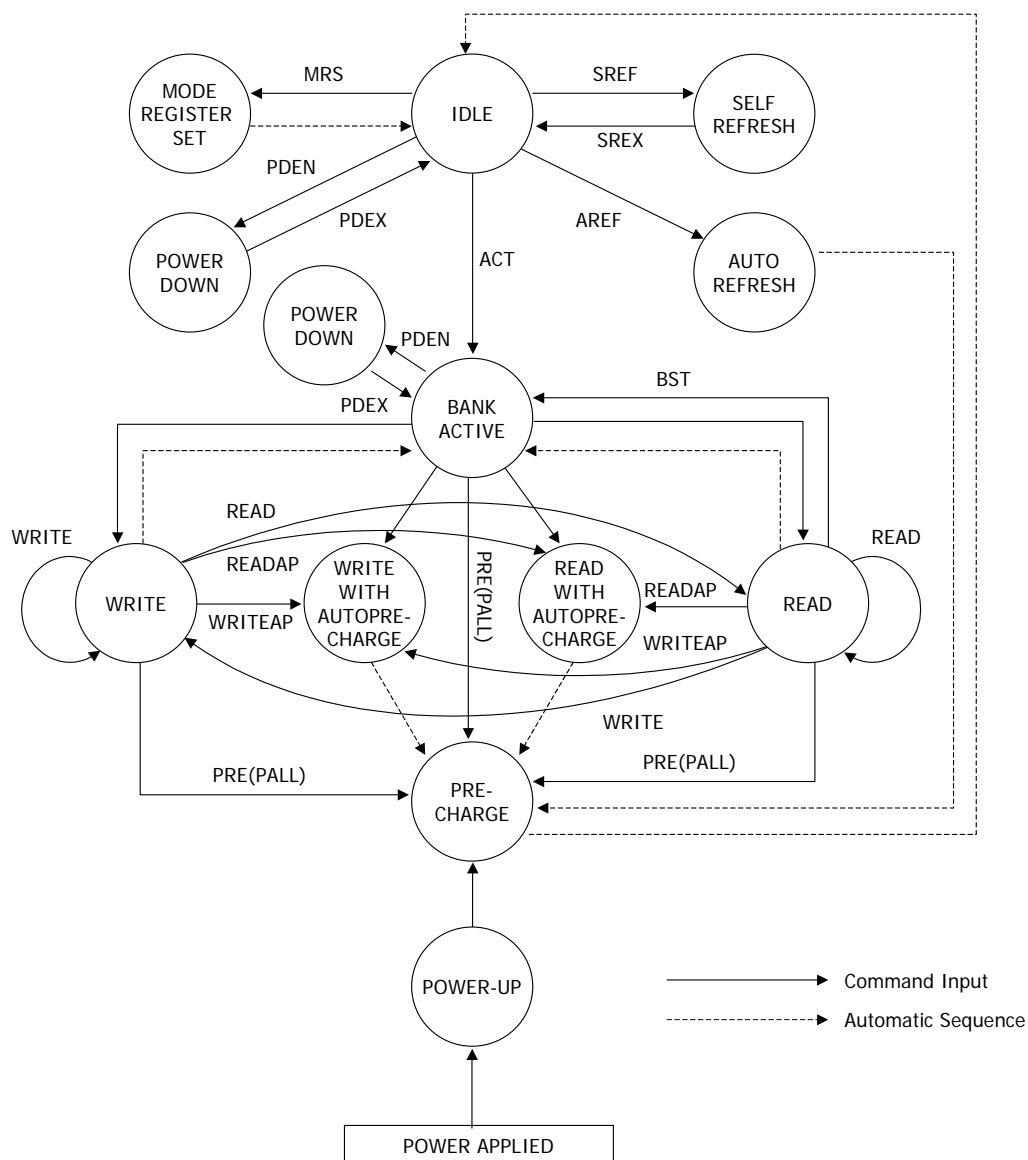 MRS
SREF
MODE
REGISTER
SET
IDLE
SELF
REFRESH
SREX
PDEN
PDEX
AREF
POWER
DOWN
ACT
AUTO
REFRESH
POWER
DOWN
PDEN
PDEX
BST
BANK
ACTIVE
READ
WRITE
READ
READAP
WRITE
WITH
AUTOPRE-
CHARGE
PRE(PALL)
READ
WITH
AUTOPRE-
CHARGE
READAP
WRITE
WRITEAP
READ
WRITEAP
WRITE
PRE(PALL)
PRE(PALL)
PRE-
CHARGE
POWER-UP
Command Input
Automatic Sequence
POWER APPLIED